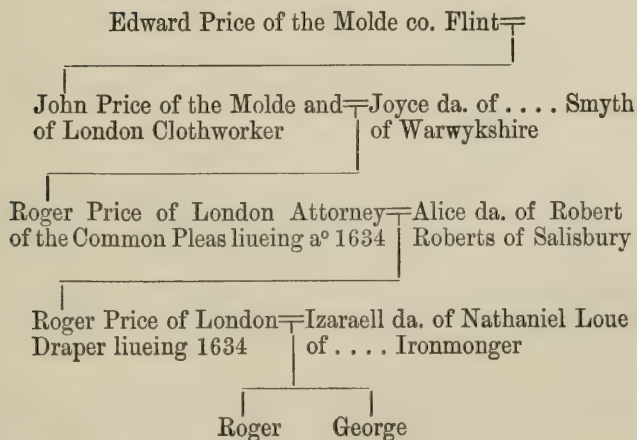 Edward Price of the Molde co. Flint
John Price of the Molde and Joyce da. of . . . . Smyth
of London Clothworker of Warwykshire
Roger Price of London Attorney Alice da. of Robert
of the Common Pleas liueing aº 1634 Roberts of Salisbury
Roger Price of London Izaraell da. of Nathaniel Loue
Draper liueing 1634 of . . . . Ironmonger
Roger George